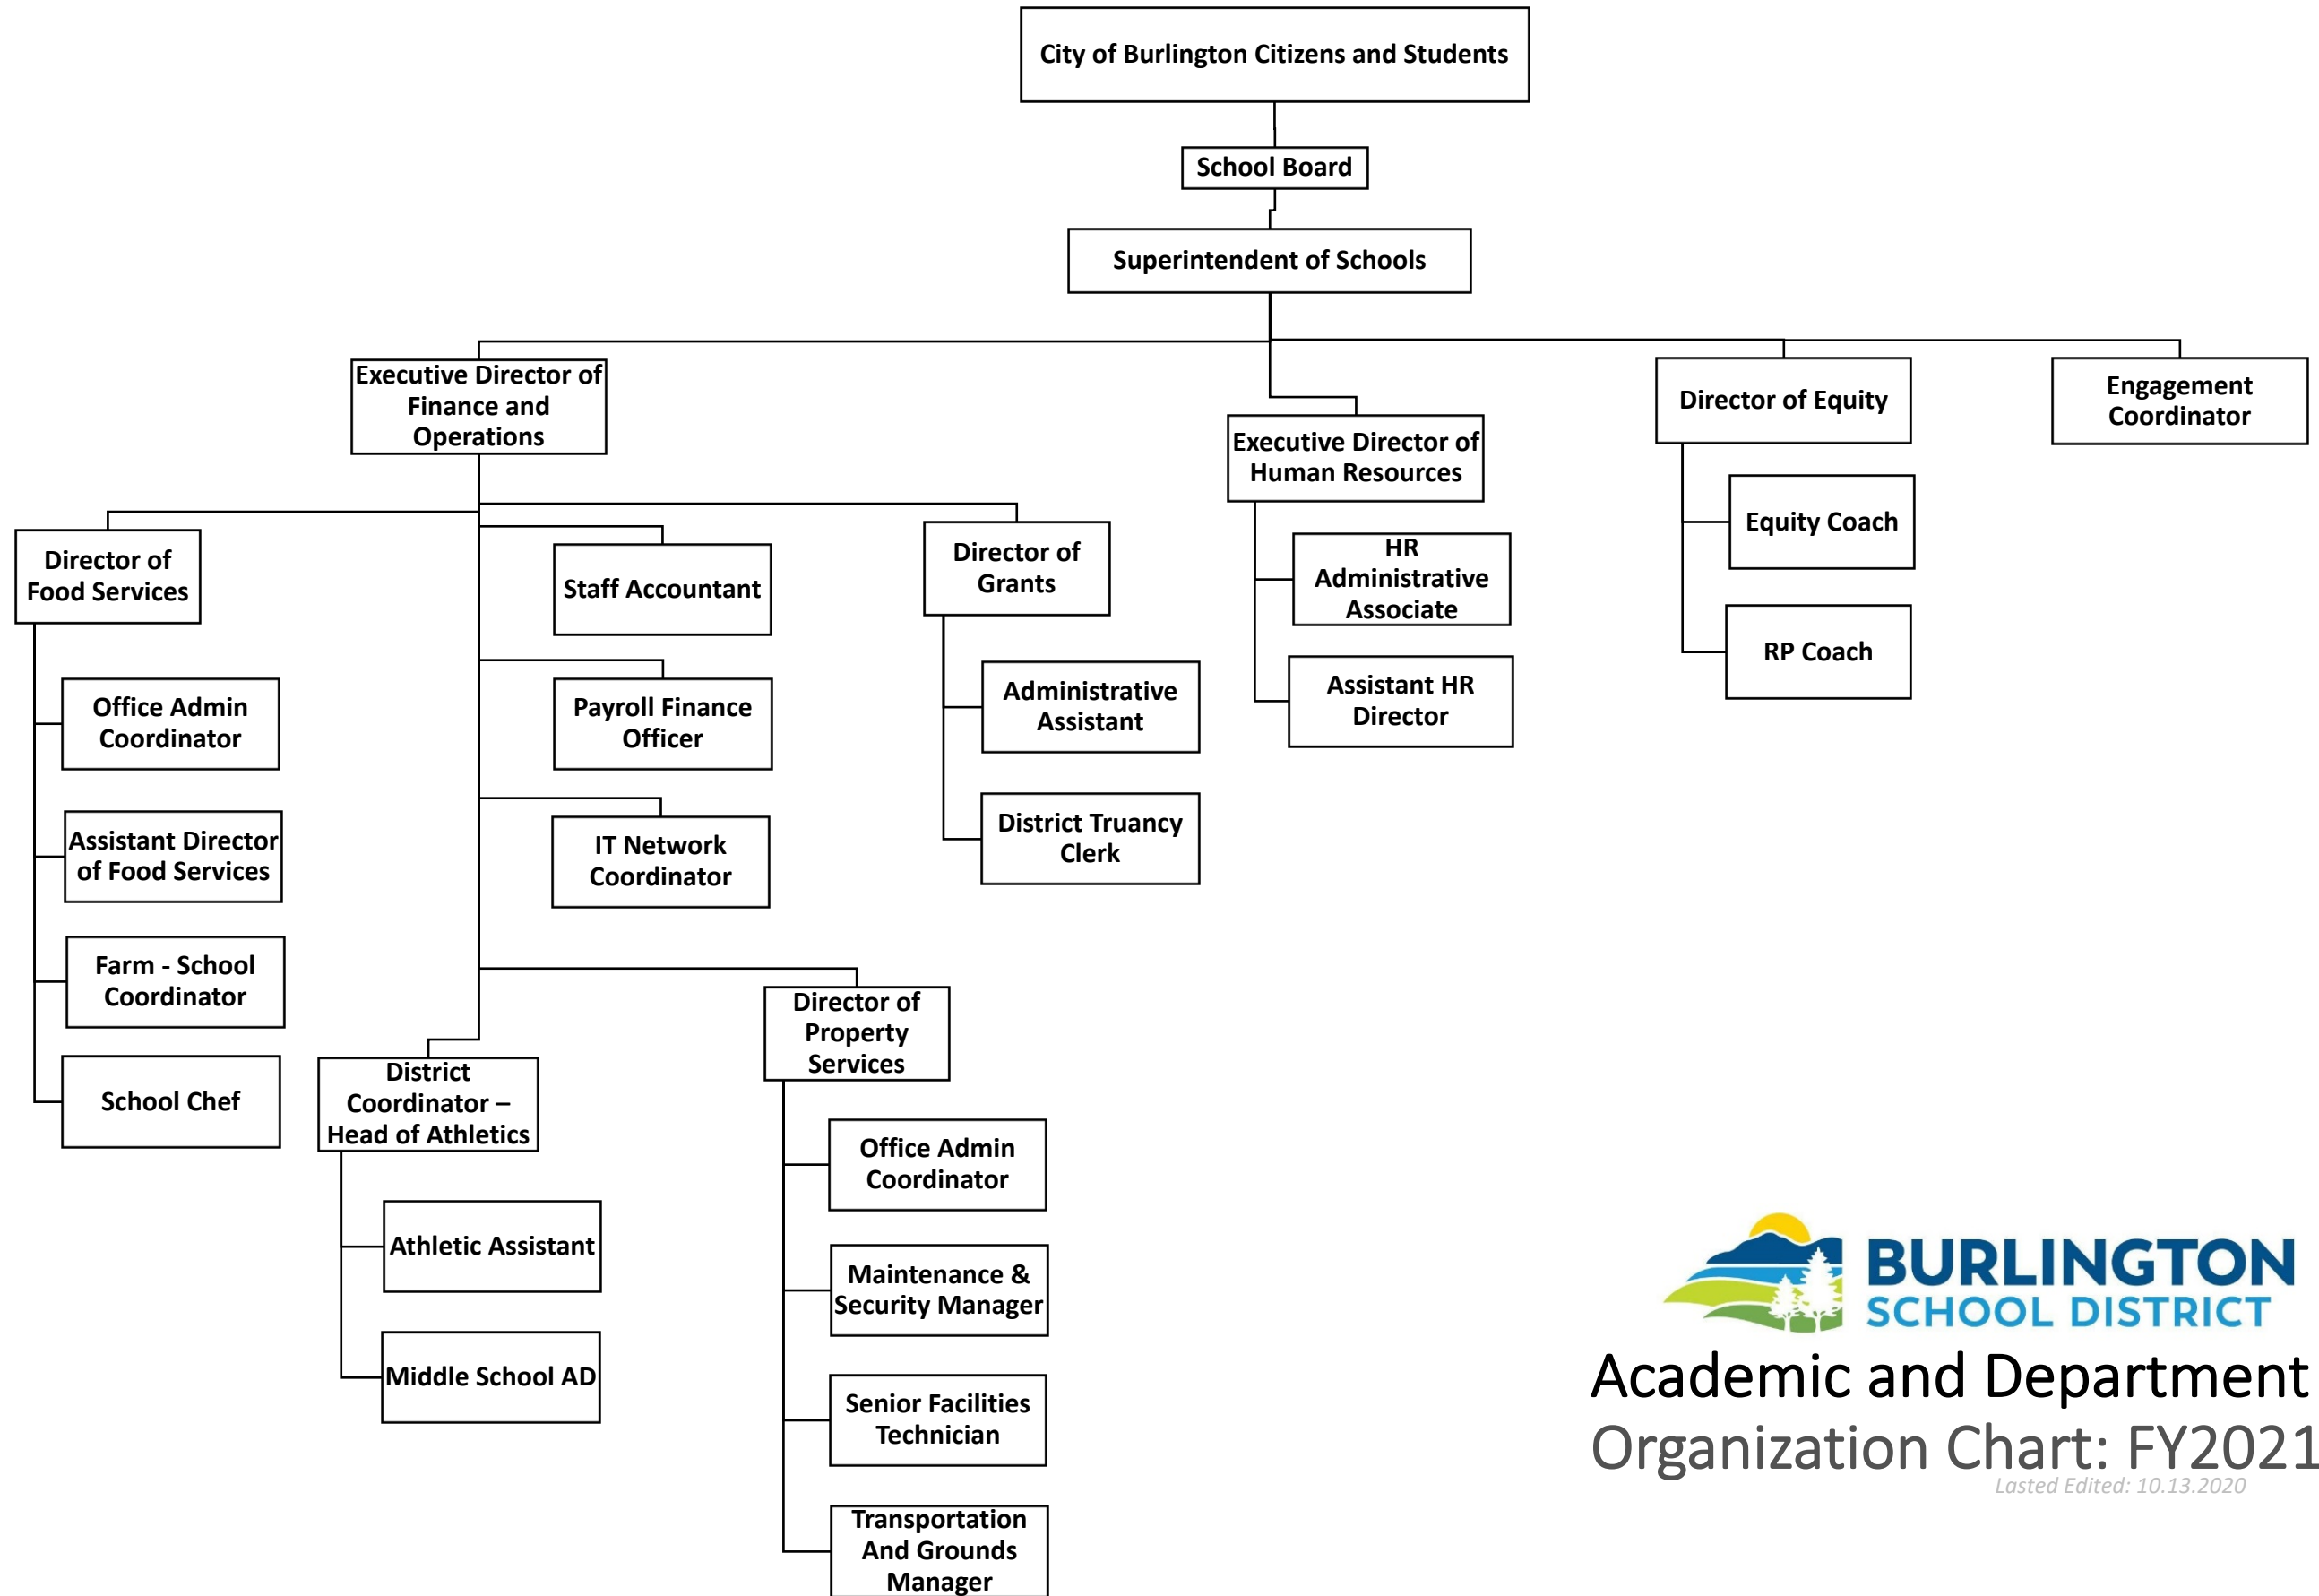 City of Burlington Citizens and Students
School Board
Superintendent of Schools
Executive Director of
Finance and
Operations
Executive Director of
Human Resources
Director of Equity
Engagement
Coordinator
Director of
Food Services
Office Admin
Coordinator
Assistant Director
of Food Services
Farm - School
Coordinator
School Chef
Staff Accountant
Payroll Finance
Officer
IT Network
Coordinator
Director of
Grants
Administrative
Assistant
District Truancy
Clerk
District
Coordinator –
Head of Athletics
Athletic Assistant
Middle School AD
Director of
Property
Services
Office Admin
Coordinator
Maintenance &
Security Manager
Senior Facilities
Technician
Transportation
And Grounds
Manager
HR
Administrative
Associate
Assistant HR
Director
Equity Coach
RP Coach
BURLINGTON
SCHOOL DISTRICT
Academic and Department
Organization Chart: FY2021
Lasted Edited: 10.13.2020